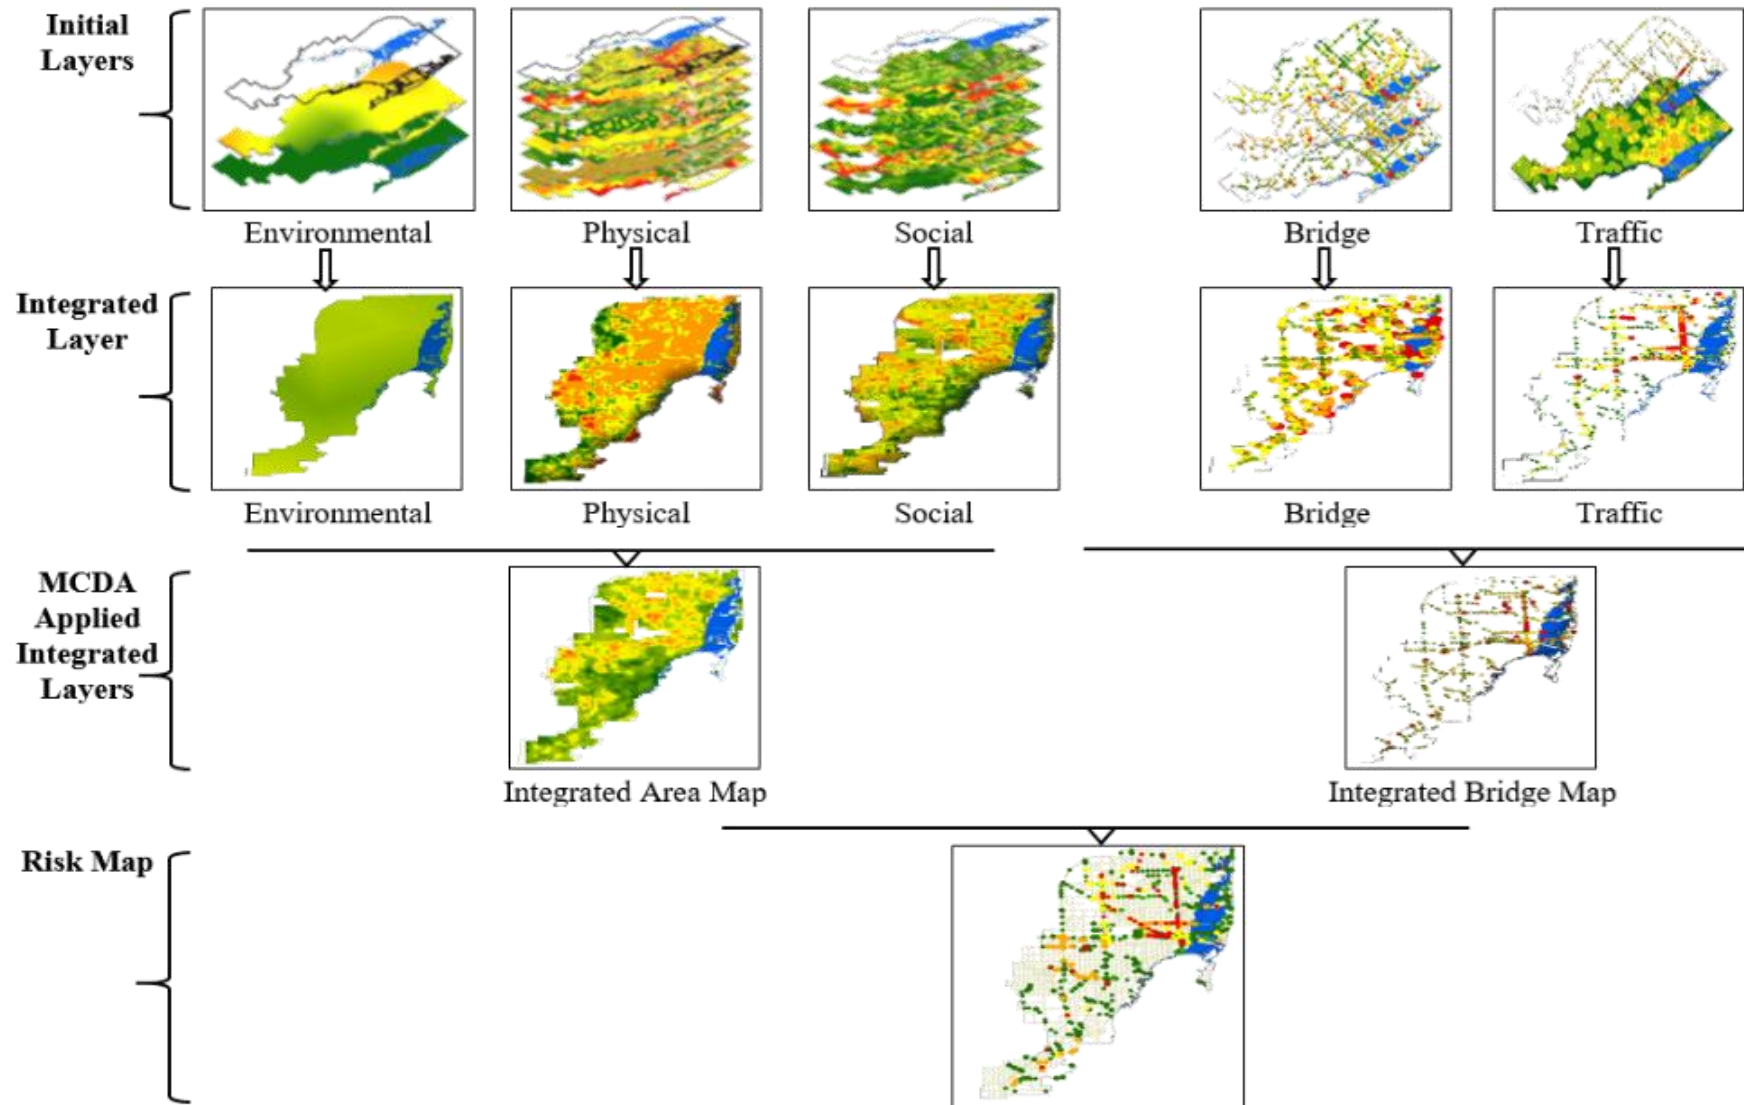 Initial
Layers
Environmental
Physical
Social
Bridge
Traffic
Integrated
Layer
Environmental
Physical
Social
Bridge
Traffic
MCDA
Applied
Integrated
Layers
Integrated Area Map
Integrated Bridge Map
Risk Map